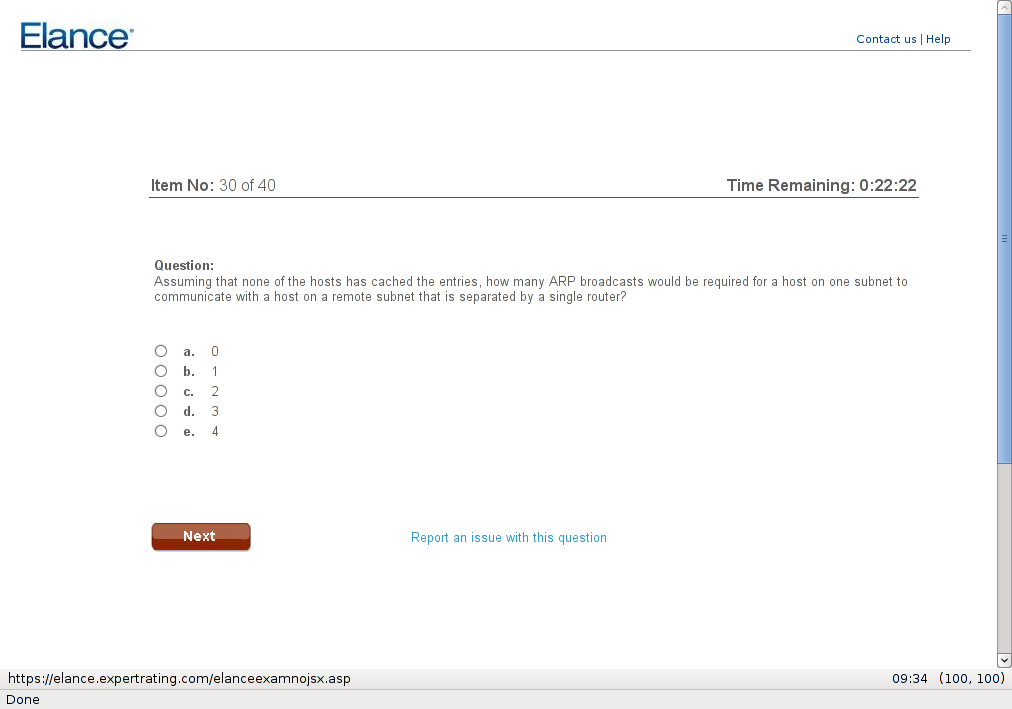 Elance®
Contact us | Help
Item No: 30 of 40
Time Remaining: 0:22:22
Question:
Assuming that none of the hosts has cached the entries, how many ARP broadcasts would be required for a host on one subnet to
communicate with a host on a remote subnet that is separated by a single router?
a. 0
b. 1
c. 2
d. 3
e. 4
Next
Report an issue with this question
https://elance.expertrating.com/elanceexamnojsx.asp
09:34 (100, 100)
Done